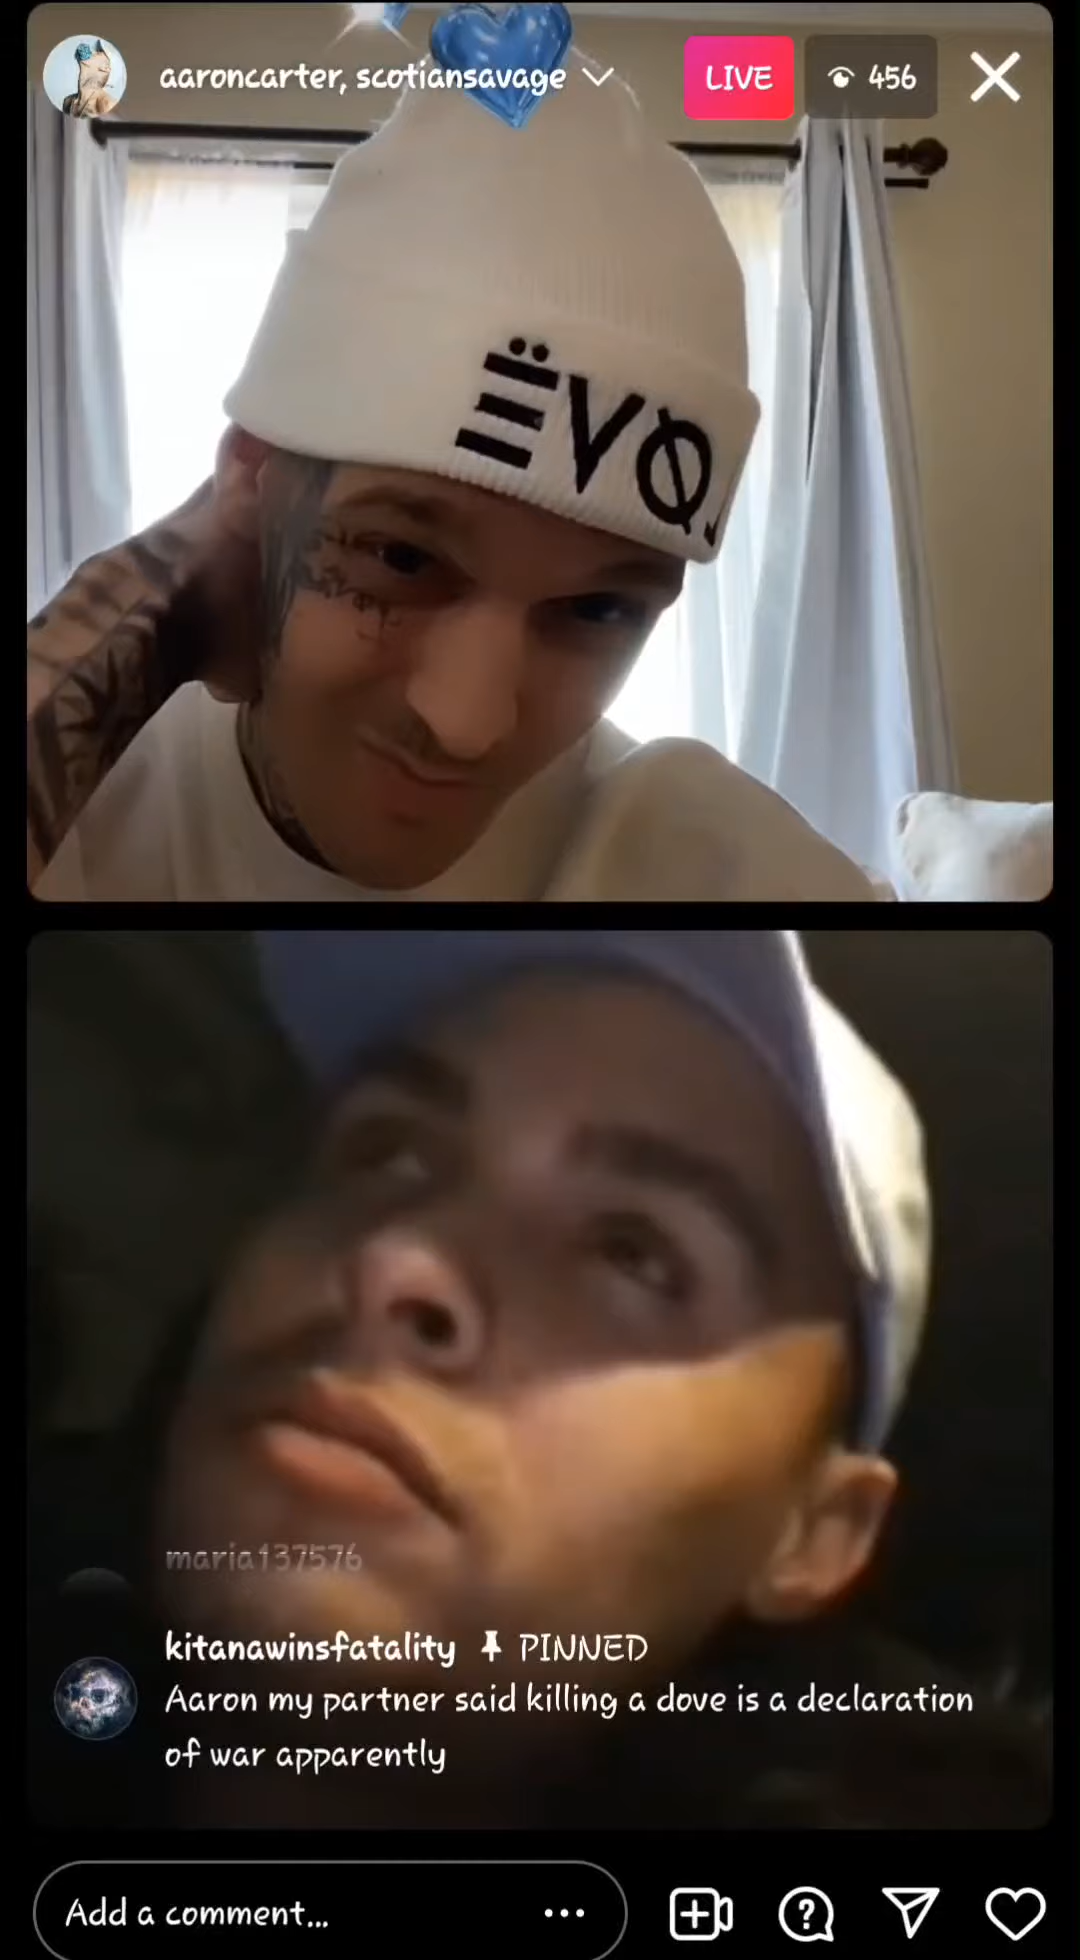 aaroncarter, scotiansavage
LIVE
456
ËVØ.
maria137576
kitanawinsfatality PINNED
Aaron my partner said killing a dove is a declaration
of war apparently
Add a comment...